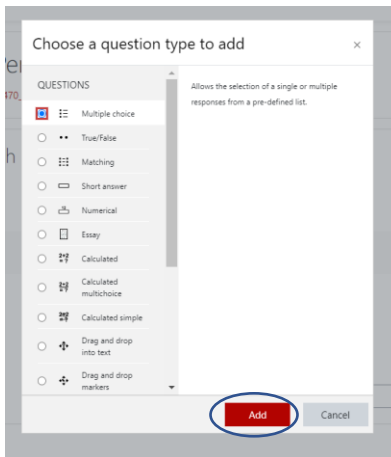 Choose a question type to add
×
QUESTIONS
Multiple choice
True/False
Matching
Short answer
Numerical
Essay
Calculated
Calculated
multichoice
Calculated simple
Drag and drop
into text
Drag and drop
markers
Allows the selection of a single or multiple
responses from a pre-defined list.
Add
Cancel
470_
h